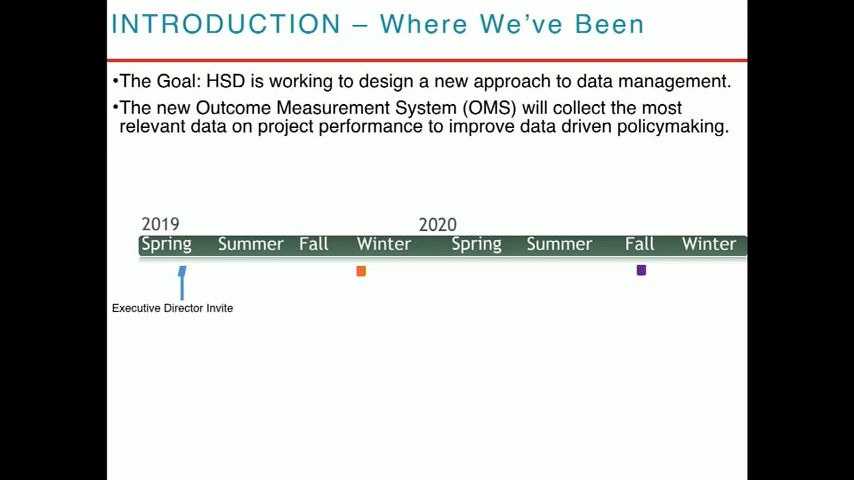 INTRODUCTION – Where We've Been
•The Goal: HSD is working to design a new approach to data management.
•The new Outcome Measurement System (OMS) will collect the most
relevant data on project performance to improve data driven policymaking.
2019 2020
Spring Summer Fall Winter Spring Summer Fall Winter
Executive Director Invite